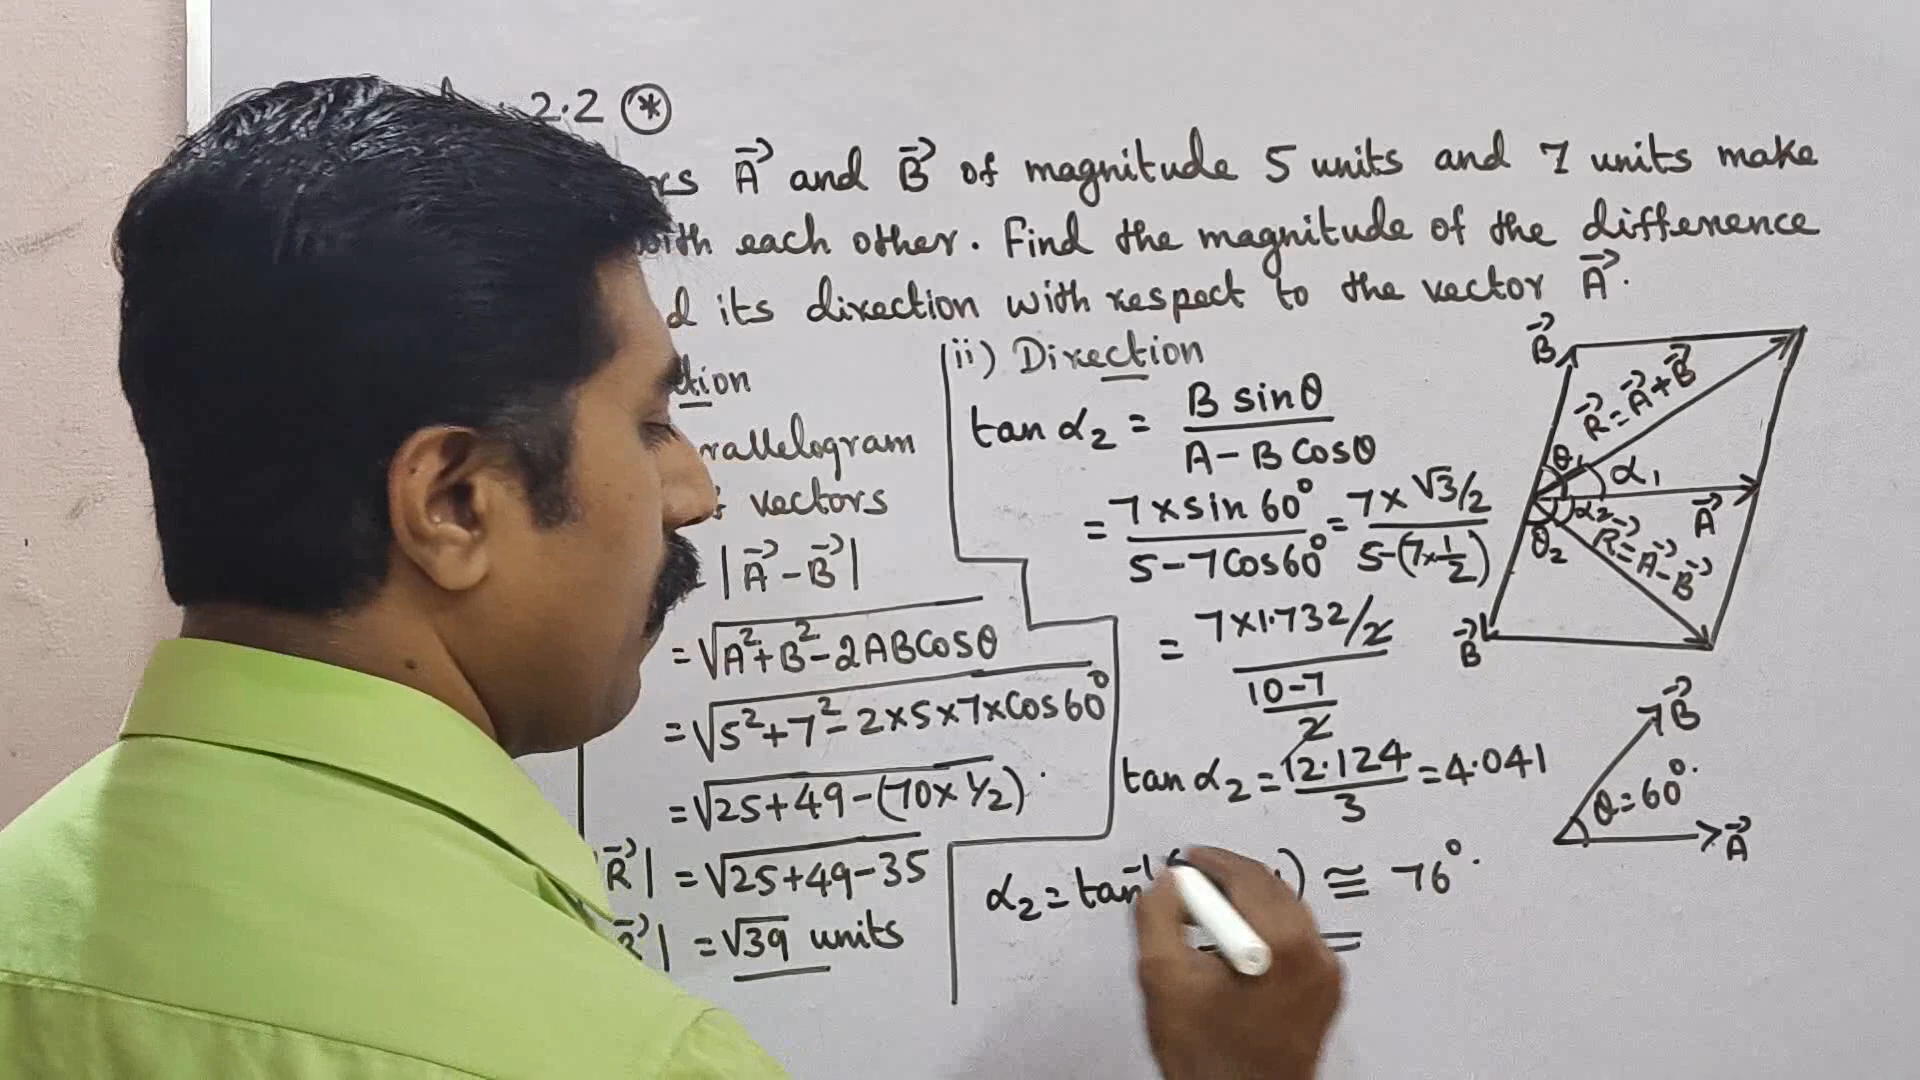 2.2 *
A⃗ and B⃗ of magnitude 5 units and 7 units make
with each other. Find the magnitude of the difference
its direction with respect to the vector A⃗.
vectors
|A⃗ - B⃗|
= √A²+B²-2ABCosθ
= √5²+7²-2×5×7×Cos60°
= √25+49-(70×1/2)
R⃗| = √25+49-35
| = √39 units
ii) Direction
tan α₂ = B sinθ / A - B Cosθ
= 7×sin 60° / 5-7Cos60° = 7×√3/2 / 5-(7×1/2)
= 7×1.732/2 / 10-7/2
tan α₂ = 12.124/3 = 4.041
α₂ = tan⁻¹( ) ≅ 76°.
B⃗
R⃗ = A⃗ + B⃗
θ₁
α₁
A⃗
α₂
θ₂
R⃗ = A⃗ - B⃗
B⃗
B⃗
θ = 60°.
A⃗